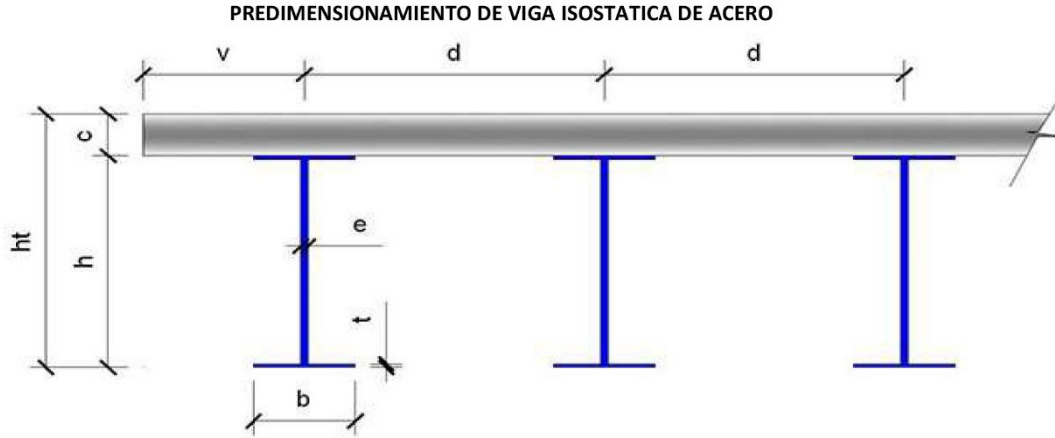 PREDIMENSIONAMIENTO DE VIGA ISOSTATICA DE ACERO
v
d
d
c
ht
h
e
t
b